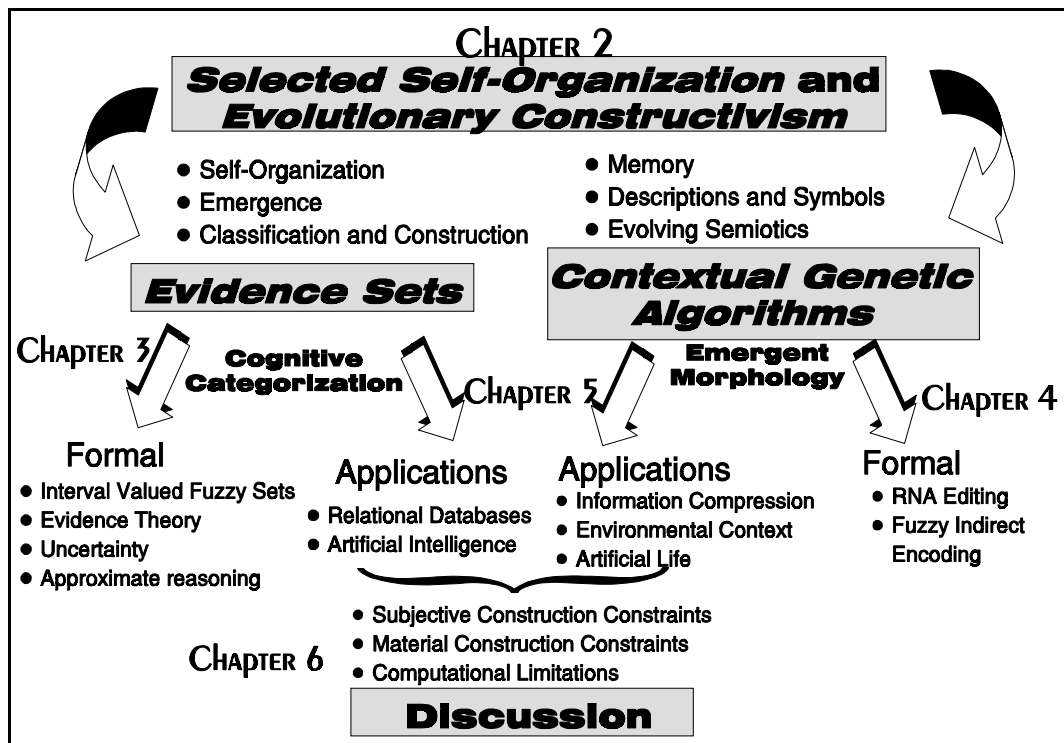 Chapter 2
Selected Self-Organization and
Evolutionary Constructivism
● Self-Organization
● Emergence
● Classification and Construction
● Memory
● Descriptions and Symbols
● Evolving Semiotics
Evidence Sets
Contextual Genetic
Algorithms
Chapter 3
Cognitive
Categorization
Chapter 5
Emergent
Morphology
Chapter 4
Formal
● Interval Valued Fuzzy Sets
● Evidence Theory
● Uncertainty
● Approximate reasoning
Applications
● Relational Databases
● Artificial Intelligence
Applications
● Information Compression
● Environmental Context
● Artificial Life
Formal
● RNA Editing
● Fuzzy Indirect
Encoding
Chapter 6
● Subjective Construction Constraints
● Material Construction Constraints
● Computational Limitations
Discussion